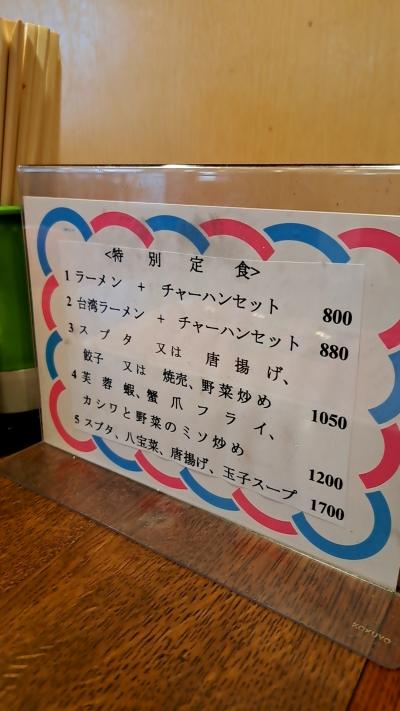 <特 別 定 食>
1 ラーメン + チャーハンセット 800
2 台湾ラーメン + チャーハンセット 880
3 スブタ 又は 唐揚げ、
餃子 又は 焼売、野菜炒め 1050
4 芙蓉蝦、蟹爪フライ、
カシワと野菜のミソ炒め 1200
5 スブタ、八宝菜、唐揚げ、玉子スープ 1700
KOKUYO